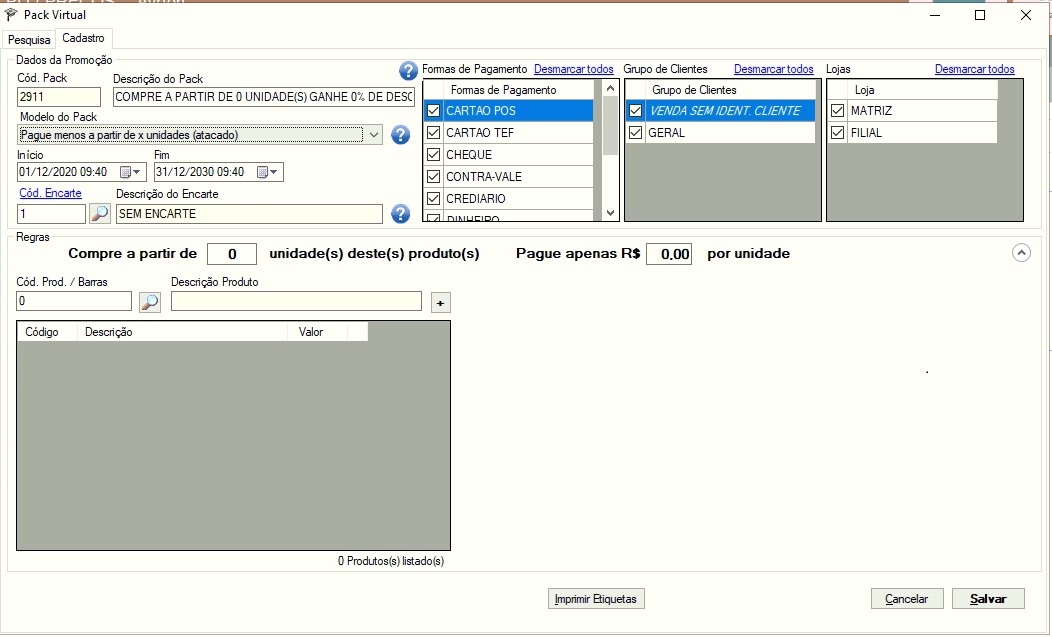 Pack Virtual
Pesquisa Cadastro
Dados da Promoção
Cód. Pack Descrição do Pack
2911 COMPRE A PARTIR DE 0 UNIDADE(S) GANHE 0% DE DESC
Modelo do Pack
Pague menos a partir de x unidades (atacado)
Início Fim
01/12/2020 09:40 31/12/2030 09:40
Cód. Encarte Descrição do Encarte
1 SEM ENCARTE
Formas de Pagamento Desmarcar todos
Formas de Pagamento
CARTAO POS
CARTAO TEF
CHEQUE
CONTRA-VALE
CREDIARIO
DINHEIRO
Grupo de Clientes Desmarcar todos
Grupo de Clientes
VENDA SEM IDENT. CLIENTE
GERAL
Lojas Desmarcar todos
Loja
MATRIZ
FILIAL
Regras
Compre a partir de 0 unidade(s) deste(s) produto(s) Pague apenas R$ 0,00 por unidade
Cód. Prod. / Barras Descrição Produto
0 +
Código Descrição Valor
0 Produtos(s) listado(s)
Imprimir Etiquetas Cancelar Salvar